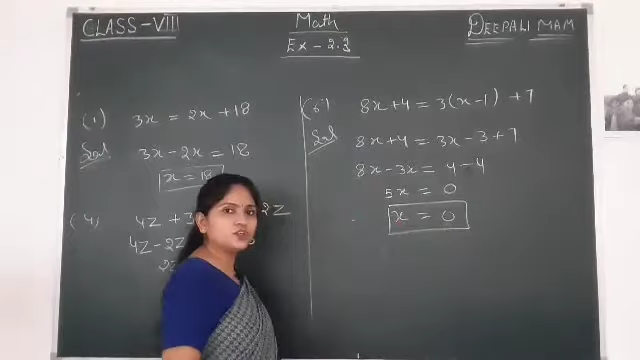 CLASS-VIII
Math
Ex - 2.3
DEEPALI MAM
(1) 3x = 2x + 18
Sol 3x - 2x = 18
x = 18
(4) 4Z + 3 2Z
4Z - 2Z
(6) 8x + 4 = 3(x - 1) + 7
Sol 8x + 4 = 3x - 3 + 7
8x - 3x = 4 - 4
5x = 0
x = 0